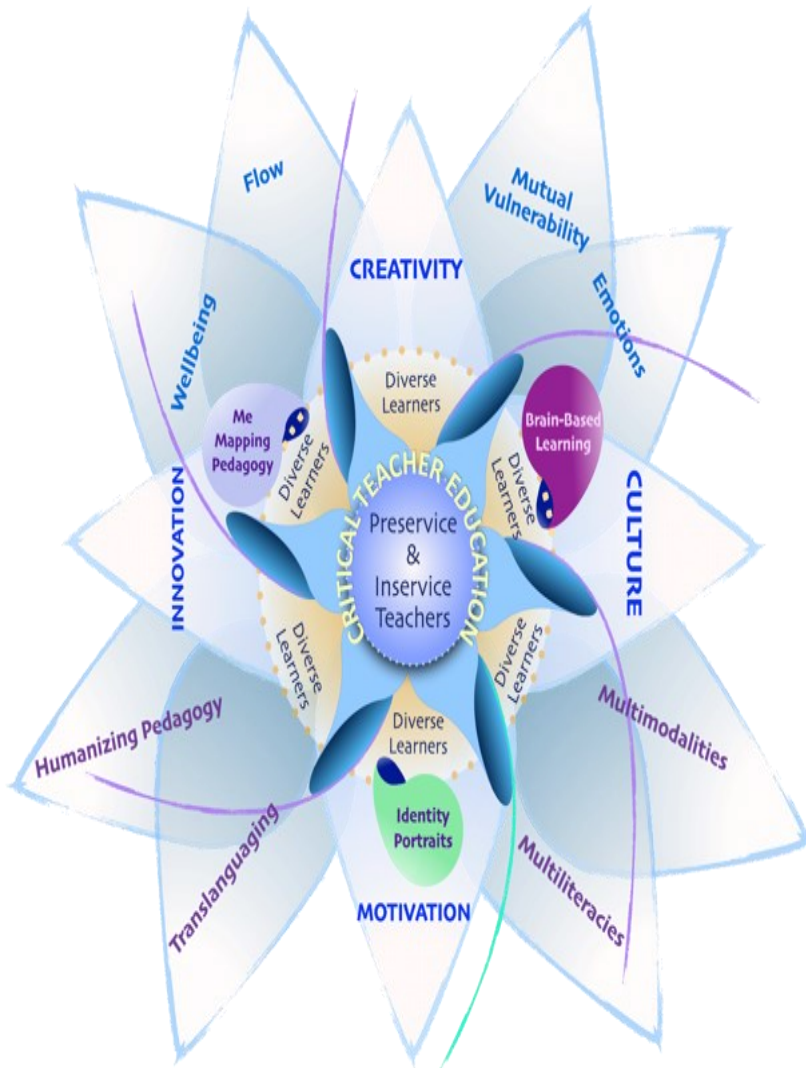 Flow
Mutual
Vulnerability
CREATIVITY
Emotions
Wellbeing
Diverse
Learners
Me
Mapping
Pedagogy
Diverse
Learners
Brain-Based
Learning
Diverse
Learners
INNOVATION
CULTURE
CRITICAL TEACHER EDUCATION
Preservice
&
Inservice
Teachers
Diverse
Learners
Diverse
Learners
Diverse
Learners
Humanizing Pedagogy
Multimodalities
Identity
Portraits
Translanguaging
Multiliteracies
MOTIVATION